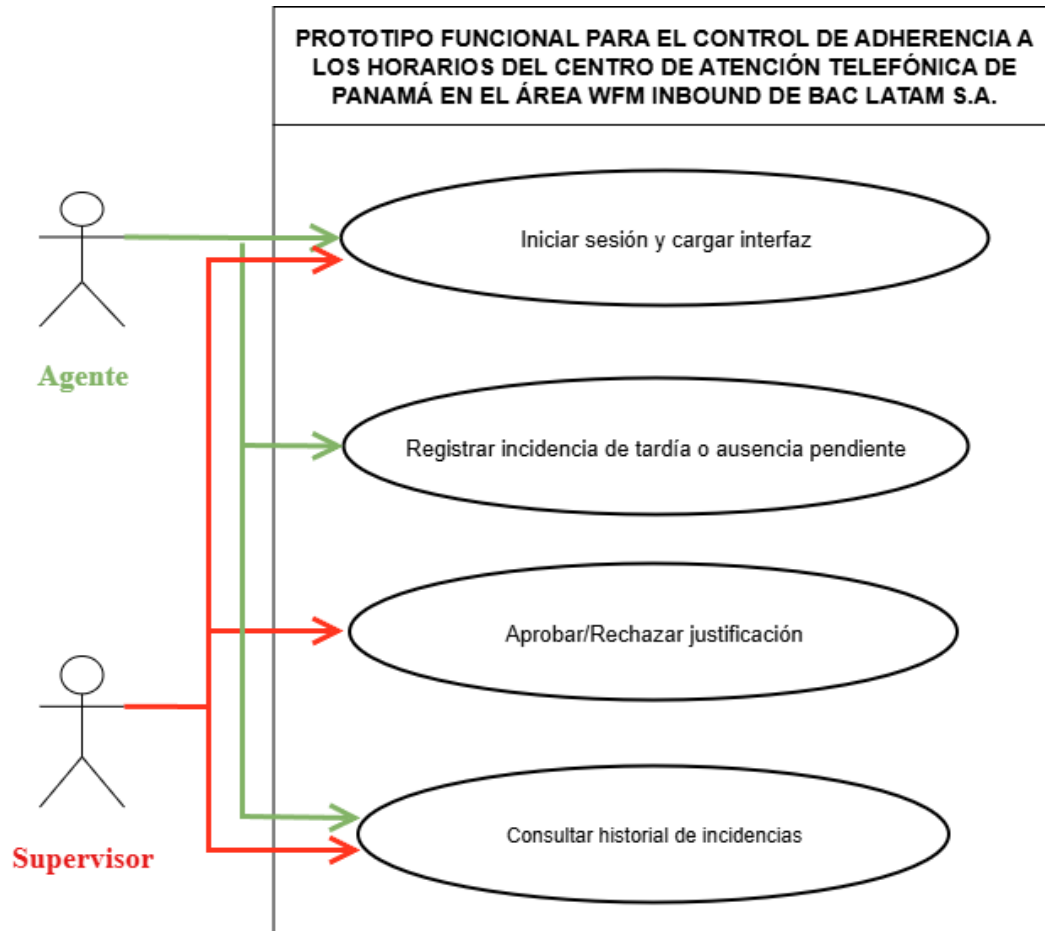 PROTOTIPO FUNCIONAL PARA EL CONTROL DE ADHERENCIA A
LOS HORARIOS DEL CENTRO DE ATENCIÓN TELEFÓNICA DE
PANAMÁ EN EL ÁREA WFM INBOUND DE BAC LATAM S.A.
Iniciar sesión y cargar interfaz
Agente
Registrar incidencia de tardía o ausencia pendiente
Aprobar/Rechazar justificación
Consultar historial de incidencias
Supervisor